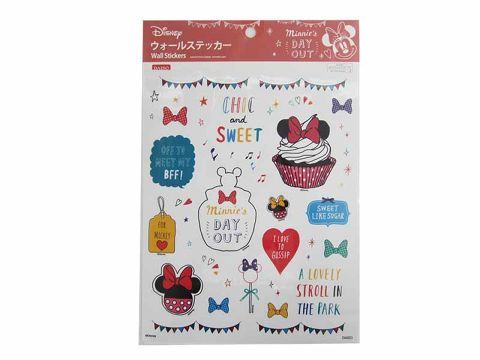 Disney
ウォールステッカー
Wall Stickers
DAISO
Minnie's
DAY
OUT
CHIC
and
SWEET
OFF TO
MEET MY
BFF!
FOR
MICKEY
Minnie's
DAY
OUT
SWEET
LIKE SUGAR
I LOVE
TO
GOSSIP
A LOVELY
STROLL IN
THE PARK
©Disney